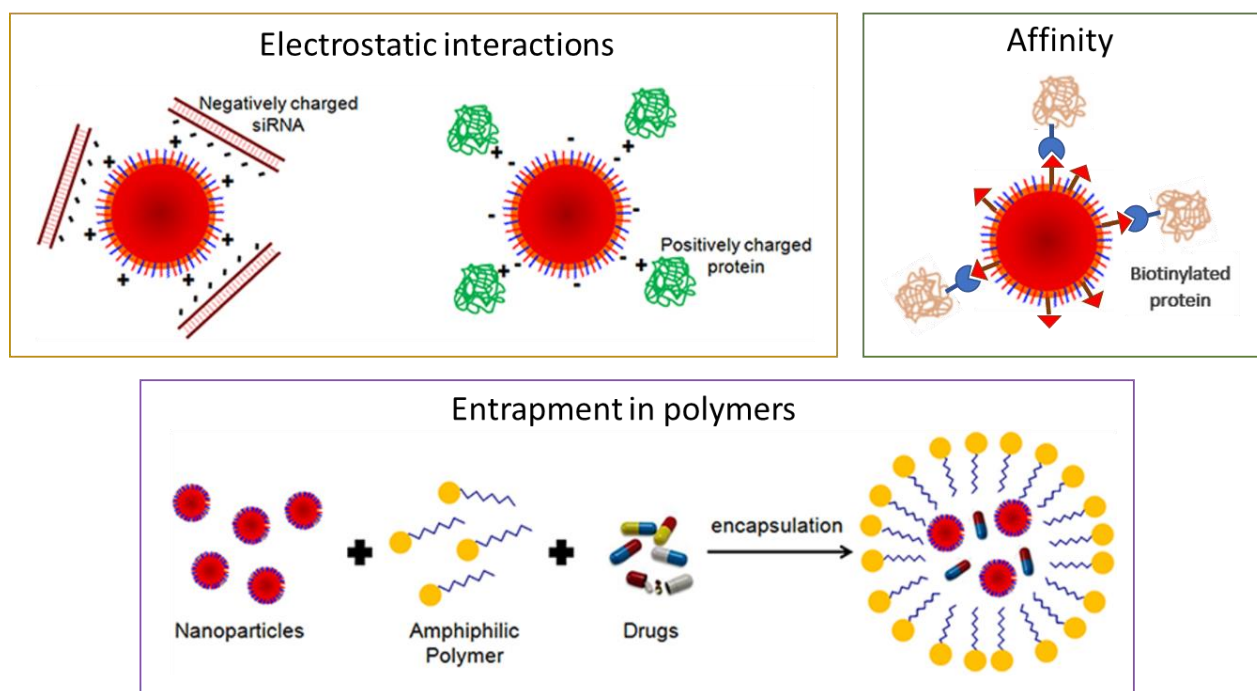 Electrostatic interactions
Negatively charged
siRNA
Positively charged
protein
Affinity
Biotinylated
protein
Entrapment in polymers
encapsulation
Nanoparticles
Amphiphilic
Polymer
Drugs